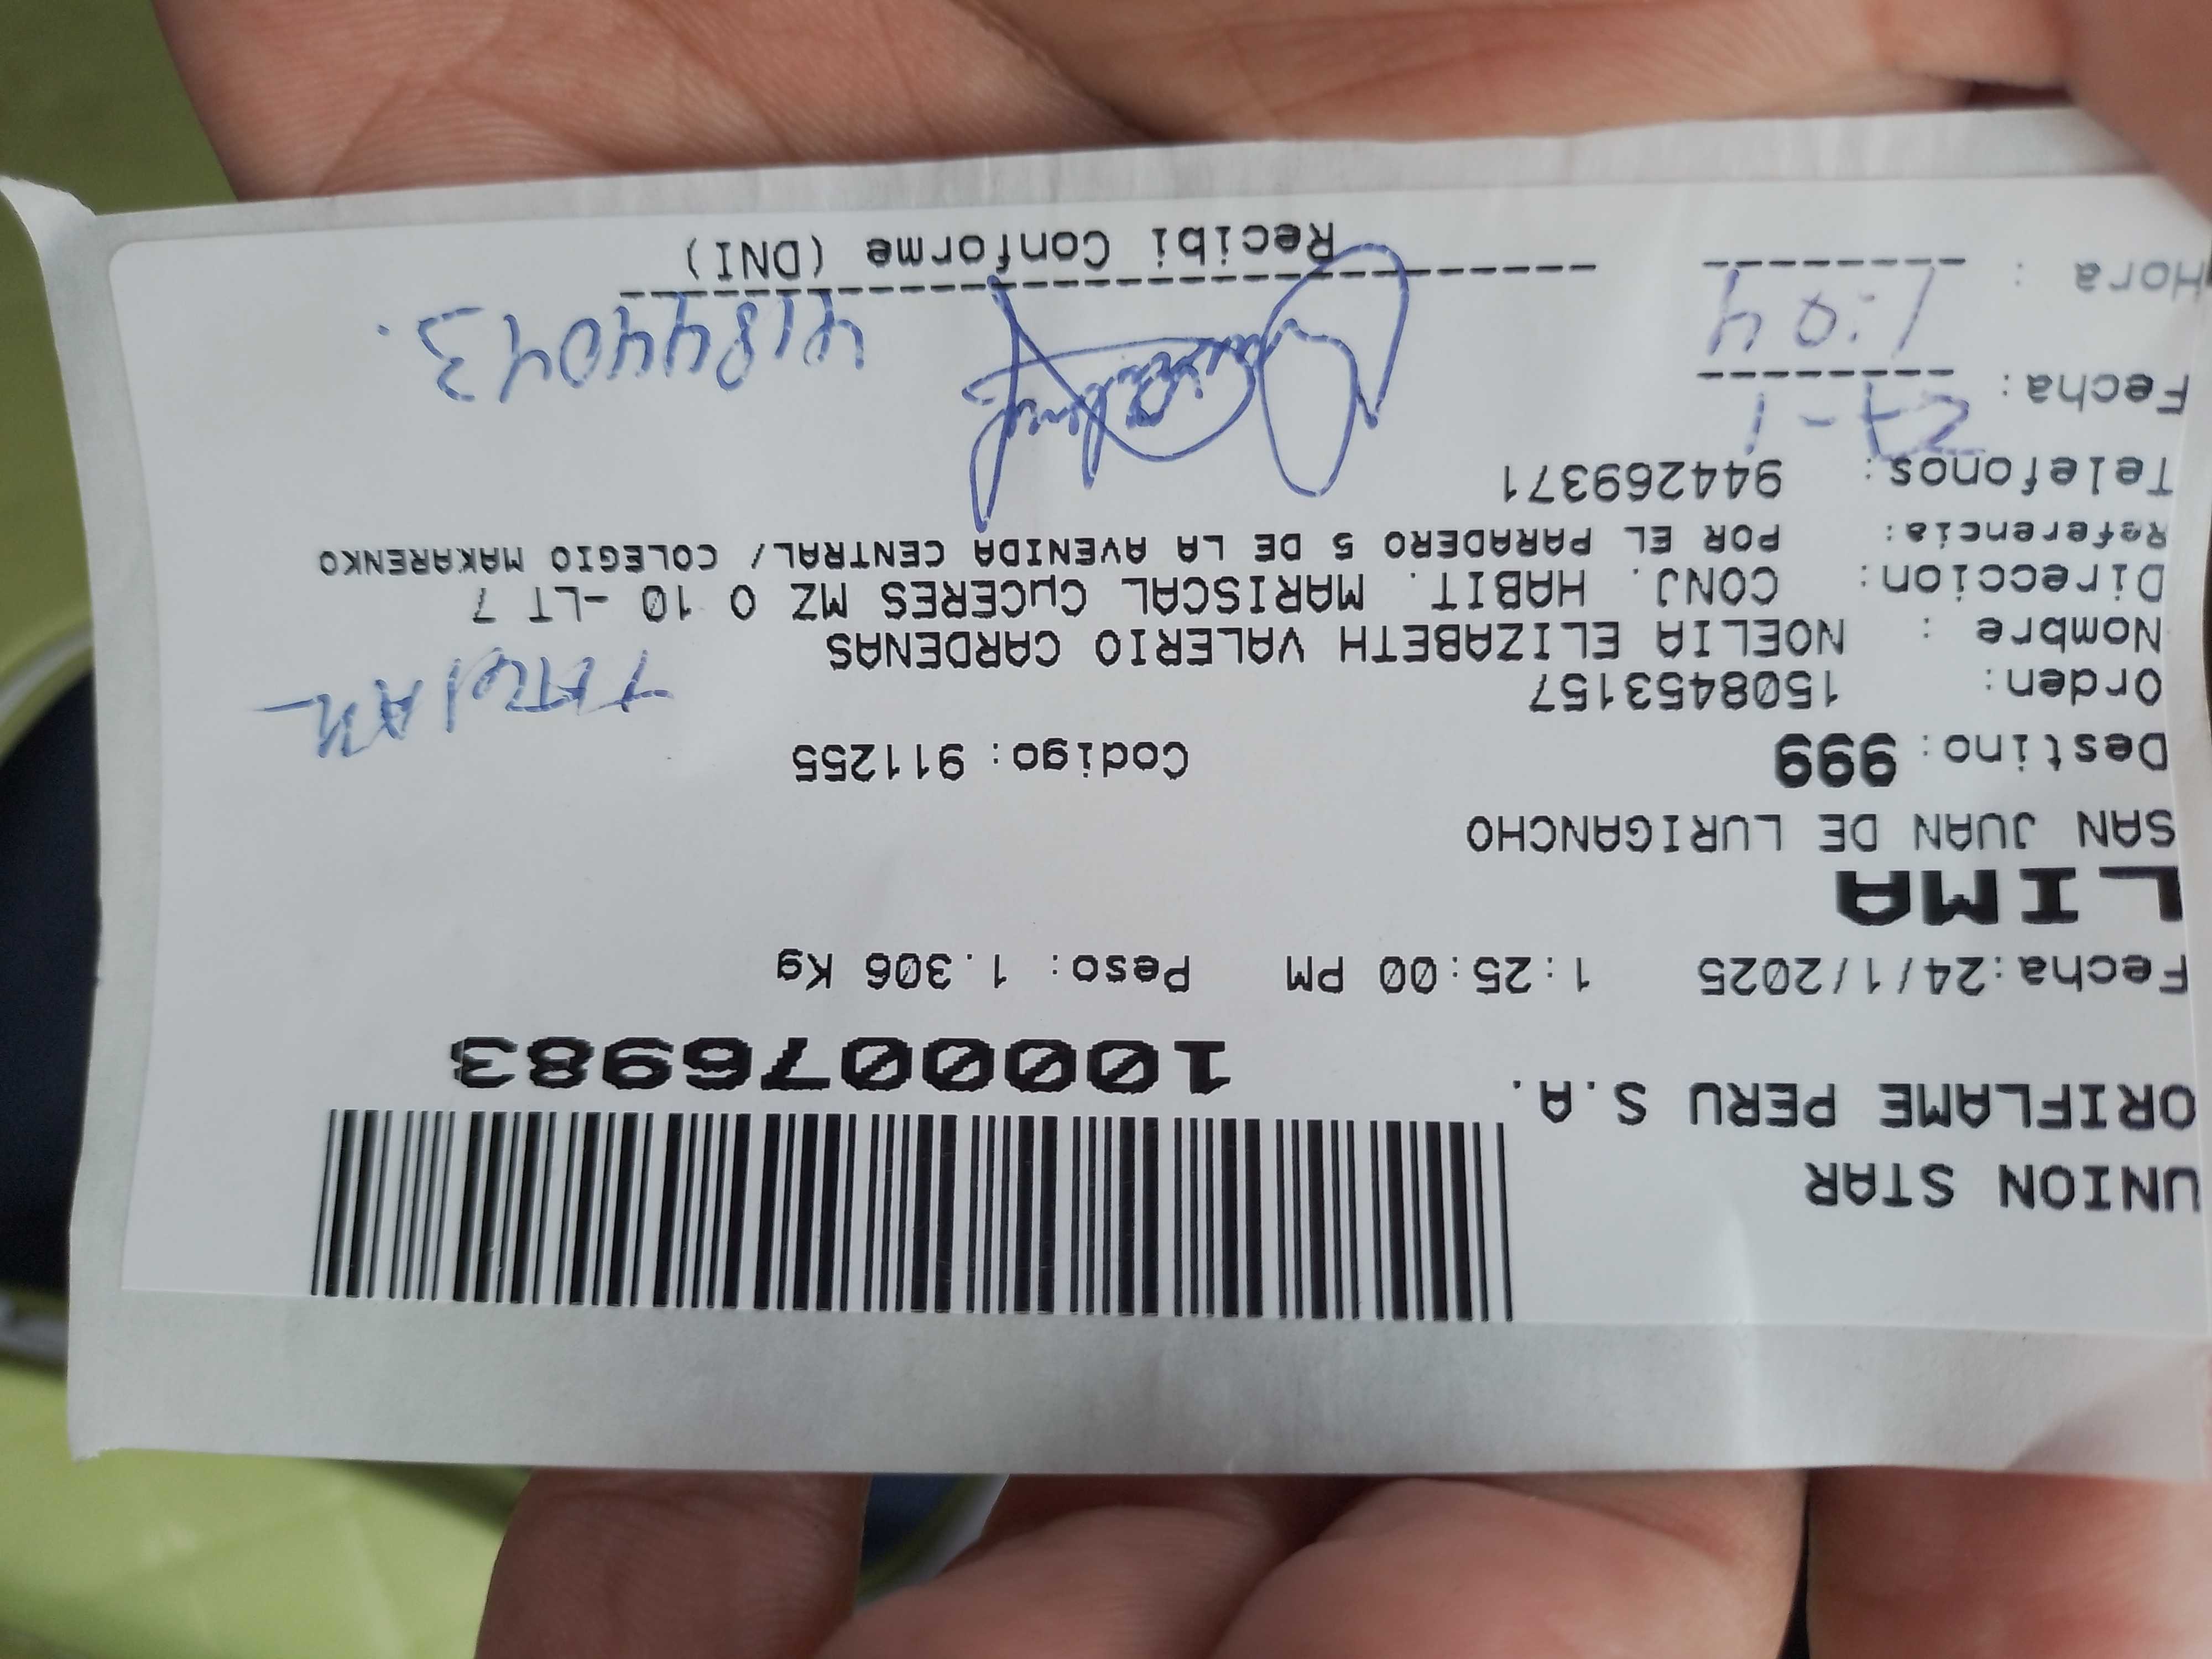 UNION STAR
ORIFLAME PERU S.A.
1000076983
Fecha:24/1/2025 1:25:00 PM Peso: 1.306 Kg
LIMA
SAN JUAN DE LURIGANCHO
Destino: 999 Codigo: 911255
Orden: 1508453157
Nombre : NOELIA ELIZABETH VALERIO CARDENAS
Direccion: CONJ. HABIT. MARISCAL CµCERES MZ O 10 -LT 7
Referencia: POR EL PARADERO 5 DE LA AVENIDA CENTRAL/ COLEGIO MAKARENKO
Telefonos: 944269371
Fecha: 27-1
Hora : 1:04
41844043.
Recibi Conforme (DNI)